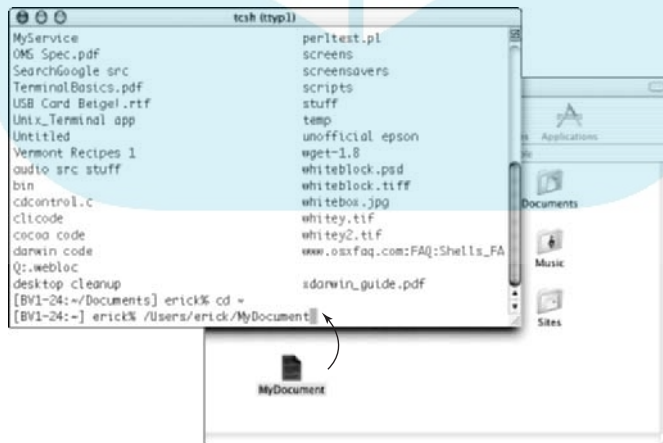 tcsh (ttyp1)
MyService perltest.pl
OMS Spec.pdf screens
SearchGoogle src screensavers
TerminalBasics.pdf scripts
USB Card Beige!.rtf stuff
Unix_Terminal app temp
Untitled unofficial epson
Vermont Recipes 1 wget-1.8
audio src stuff whiteblock.psd
bin whiteblock.tiff
cdcontrol.c whitebox.jpg
clicode whitey.tif
cocoa code whitey2.tif
darwin code www.osxfaq.com:FAQ:Shells_FA
Q:.webloc
desktop cleanup xdarwin_guide.pdf
[BV1-24:~/Documents] erick% cd ~
[BV1-24:~] erick% /Users/erick/MyDocument
Applications
Documents
Music
Sites
MyDocument